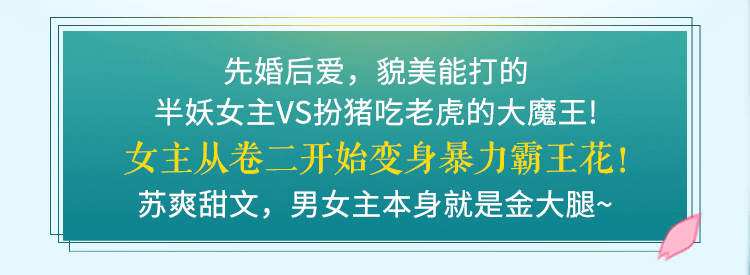 先婚后爱，貌美能打的
半妖女主VS扮猪吃老虎的大魔王!
女主从卷二开始变身暴力霸王花!
苏爽甜文，男女主本身就是金大腿~